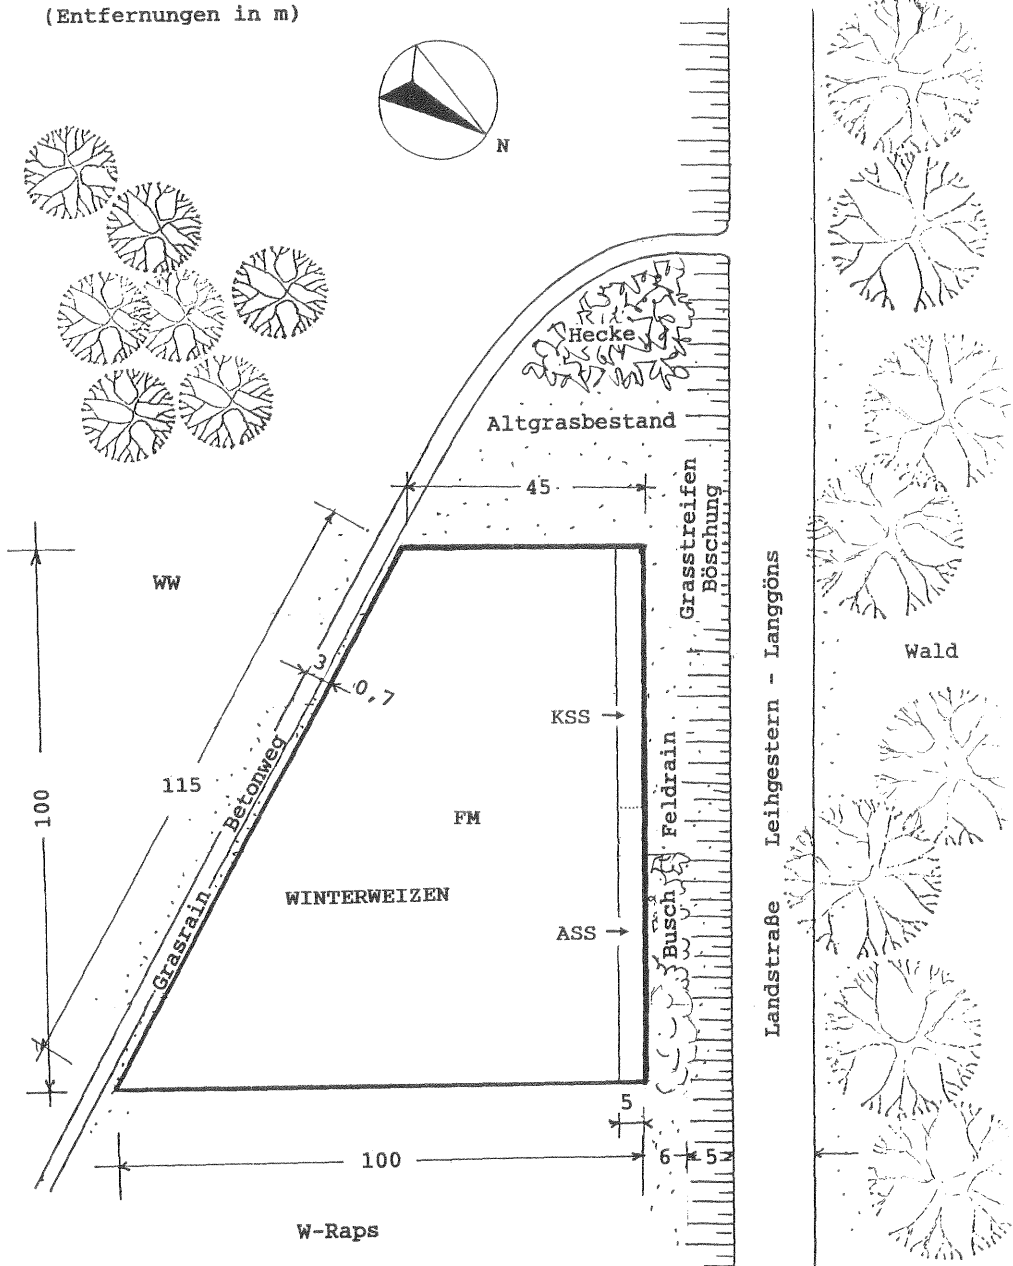 (Entfernungen in m)
N
Hecke
Altgrasbestand
45
Grasstreifen
Böschung
WW
3
0,7
KSS
Landstraße Leihgestern - Langgöns
Wald
115
100
Betonweg
Feldrain
FM
WINTERWEIZEN
Grasrain
ASS
Busch
5
100
6
5
W-Raps